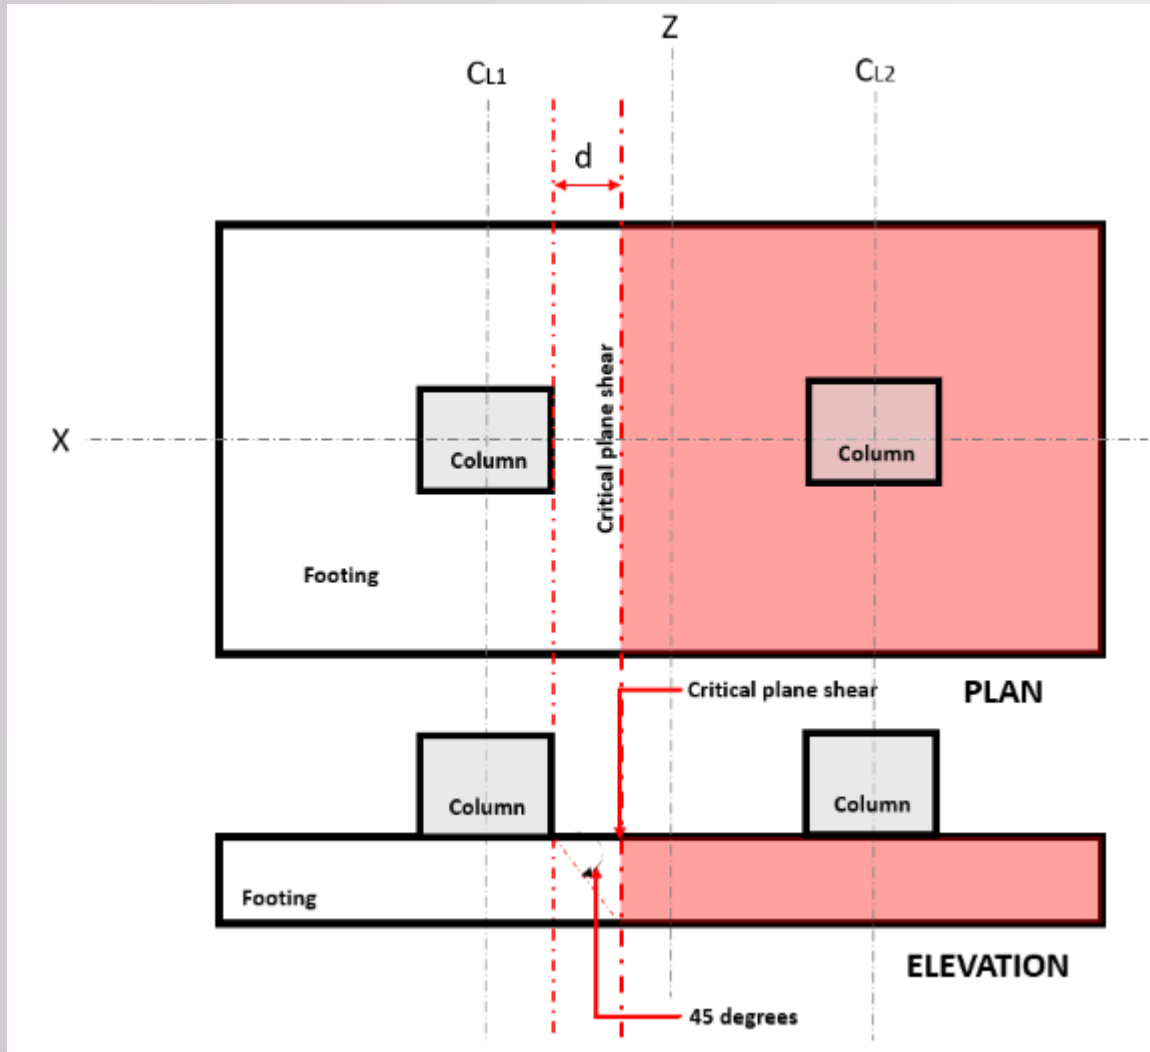 Z
CL1
CL2
d
Critical plane shear
X
Column
Column
Footing
Critical plane shear
PLAN
Column
Column
Footing
ELEVATION
45 degrees